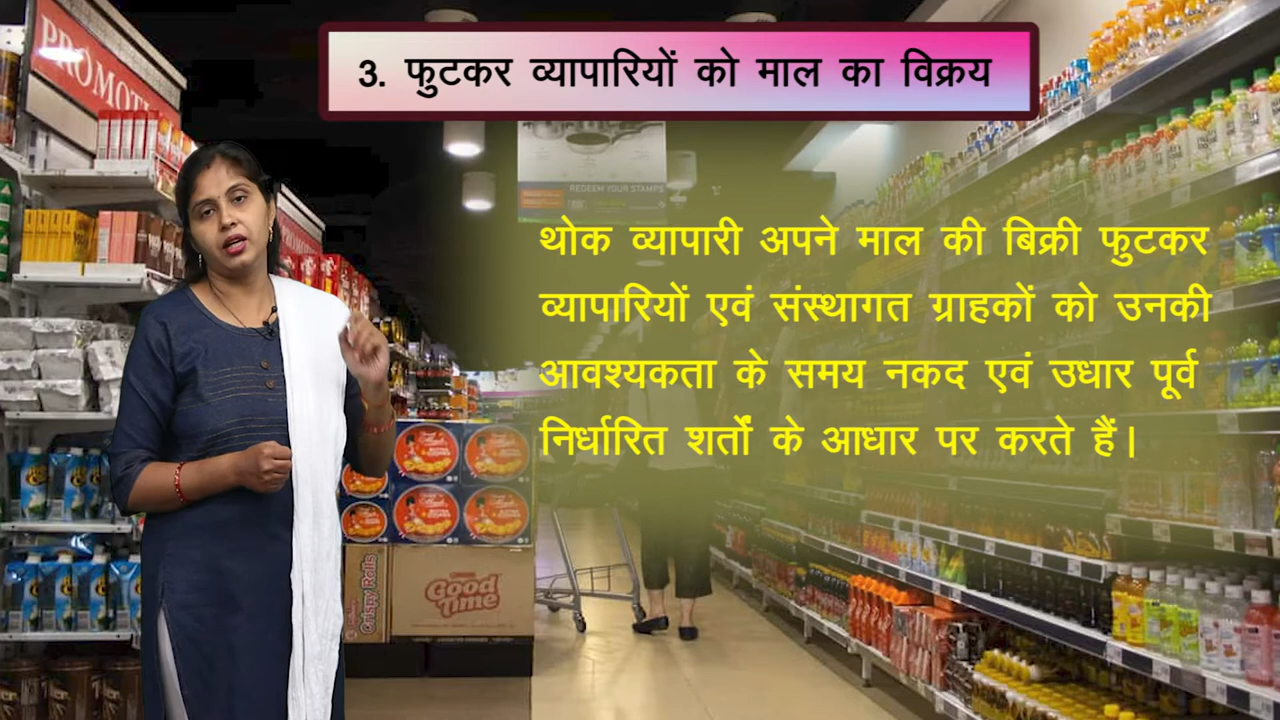 3. फुटकर व्यापारियों को माल का विक्रय
PROMOTI
REDEEM YOUR STAMPS
थोक व्यापारी अपने माल की बिक्री फुटकर
व्यापारियों एवं संस्थागत ग्राहकों को उनकी
आवश्यकता के समय नकद एवं उधार पूर्व
निर्धारित शर्तों के आधार पर करते हैं।
Crispy Rolls
Good Time